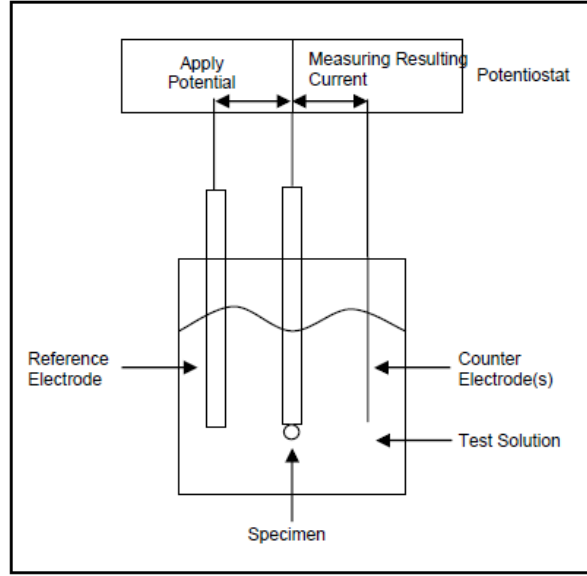 Apply
Potential
Measuring Resulting
Current
Potentiostat
Reference
Electrode
Counter
Electrode(s)
Test Solution
Specimen